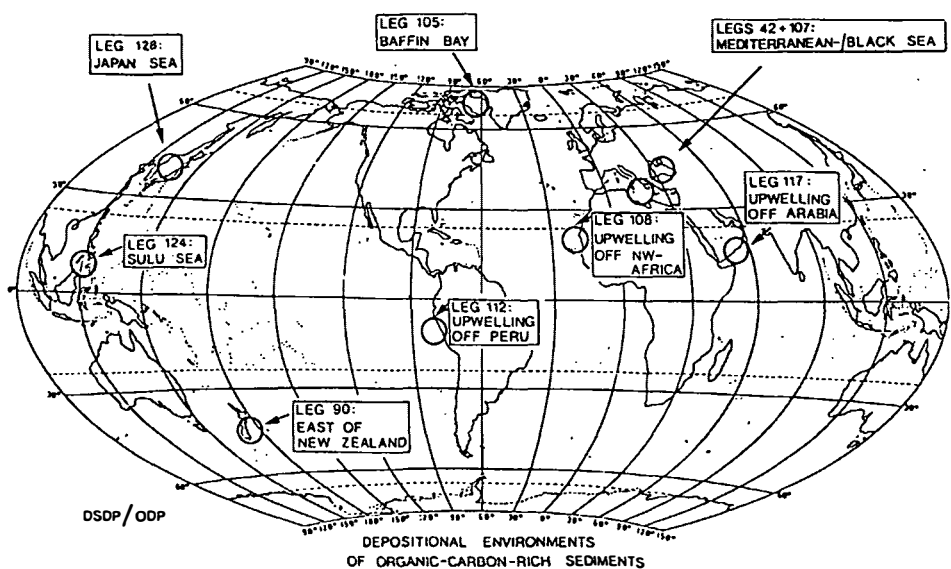 LEG 105:
BAFFIN BAY
LEGS 42+107:
MEDITERRANEAN-/BLACK SEA
LEG 128:
JAPAN SEA
LEG 117:
UPWELLING
OFF ARABIA
LEG 108:
UPWELLING
OFF NW-
AFRICA
LEG 124:
SULU SEA
LEG 112:
UPWELLING
OFF PERU
LEG 90:
EAST OF
NEW ZEALAND
DSDP/ODP
DEPOSITIONAL ENVIRONMENTS
OF ORGANIC-CARBON-RICH SEDIMENTS